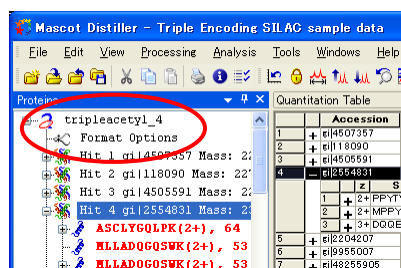 Mascot Distiller - Triple Encoding SILAC sample data
File Edit View Processing Analysis Tools Windows Help
Proteins
tripleacetyl_4
Format Options
Hit 1 gi|4507357 Mass: 22
Hit 2 gi|118090 Mass: 22
Hit 3 gi|4505591 Mass: 22
Hit 4 gi|2554831 Mass: 23
ASCLYGQLPK(2+), 64
MLLADQGQSWK(2+), 53
MLLADQGQSWK(2+), 53
Quantitation Table
Accession
1 gi|4507357
2 gi|118090
3 gi|4505591
4 gi|2554831
z S
1 2+ PPYT
2 2+ MPPY
3 3+ DQQE
5 gi|2204207
6 gi|9955007
7 gi|48255905